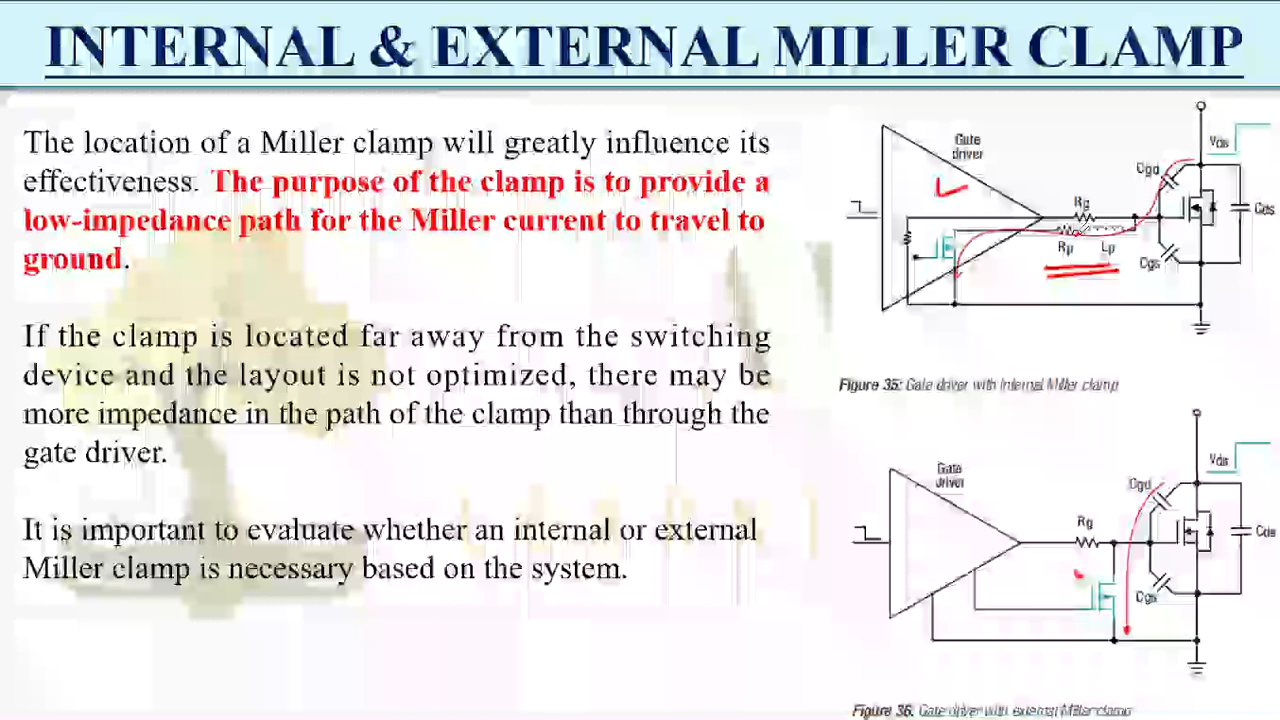 INTERNAL & EXTERNAL MILLER CLAMP
The location of a Miller clamp will greatly influence its
effectiveness. The purpose of the clamp is to provide a
low-impedance path for the Miller current to travel to
ground.
If the clamp is located far away from the switching
device and the layout is not optimized, there may be
more impedance in the path of the clamp than through the
gate driver.
It is important to evaluate whether an internal or external
Miller clamp is necessary based on the system.
Gate
driver
Vds
Cgd
Rg
Cds
Rp
Lp
Cgs
Figure 35: Gate driver with internal Miller clamp
Gate
driver
Vds
Cgd
Rg
Cds
Cgs
Figure 36. Gate driver with external Miller clamp